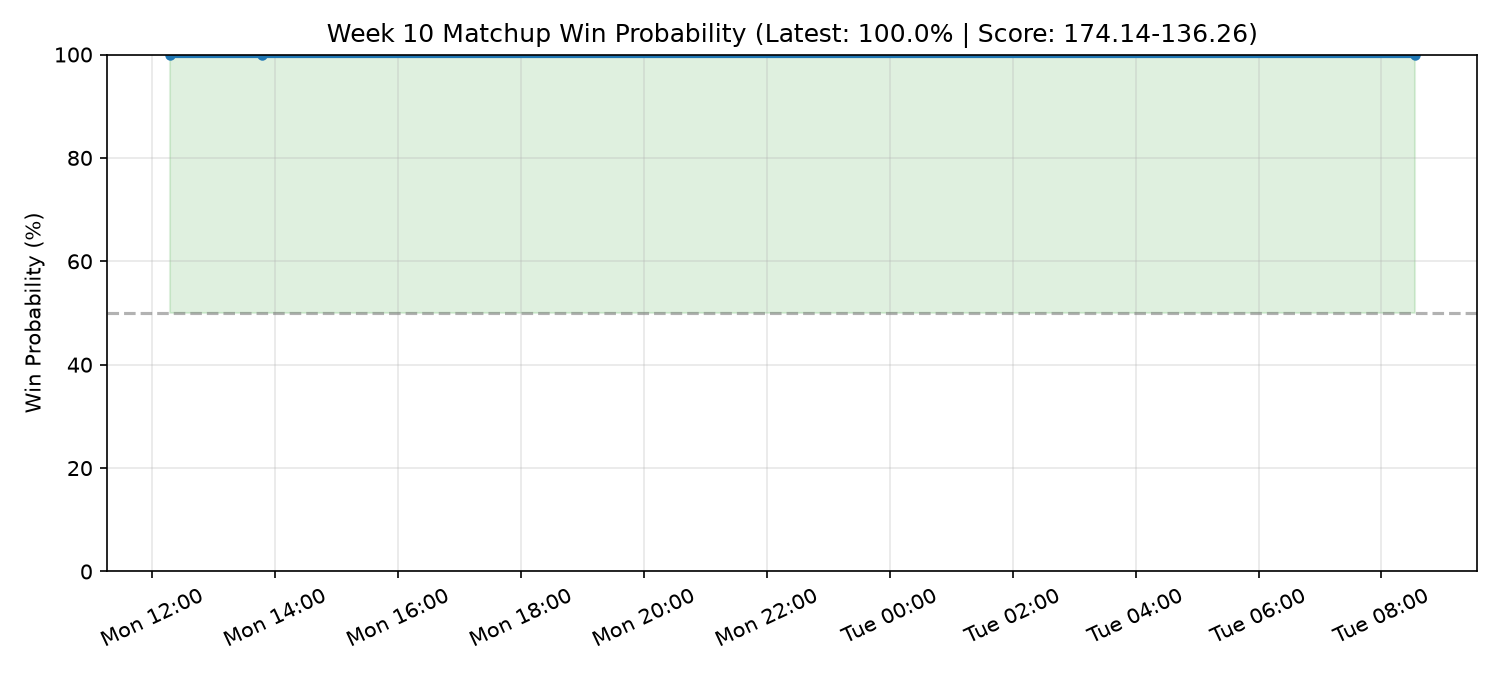 Week 10 Matchup Win Probability (Latest: 100.0% | Score: 174.14-136.26)
Win Probability (%)
100
80
60
40
20
0
Mon 12:00
Mon 14:00
Mon 16:00
Mon 18:00
Mon 20:00
Mon 22:00
Tue 00:00
Tue 02:00
Tue 04:00
Tue 06:00
Tue 08:00